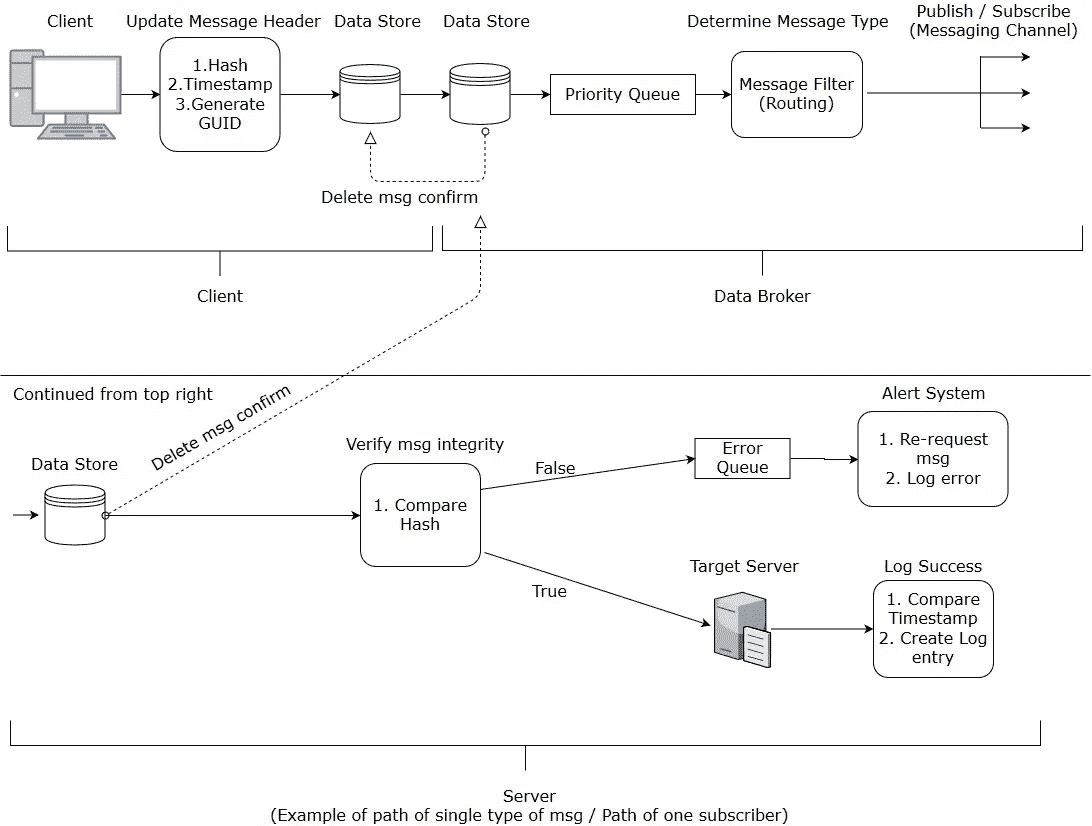 Client
Update Message Header
Data Store
Data Store
Determine Message Type
Publish / Subscribe
(Messaging Channel)
1.Hash
2.Timestamp
3.Generate
GUID
Priority Queue
Message Filter
(Routing)
Delete msg confirm
Client
Data Broker
Continued from top right
Delete msg confirm
Data Store
Verify msg integrity
1. Compare
Hash
False
Error
Queue
Alert System
1. Re-request
msg
2. Log error
True
Target Server
Log Success
1. Compare
Timestamp
2. Create Log
entry
Server
(Example of path of single type of msg / Path of one subscriber)